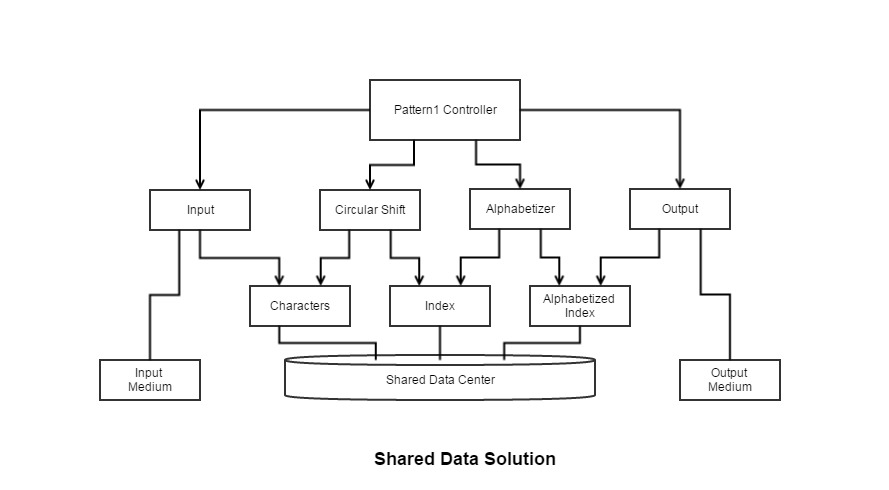 Pattern1 Controller
Input
Circular Shift
Alphabetizer
Output
Characters
Index
Alphabetized
Index
Input
Medium
Shared Data Center
Output
Medium
Shared Data Solution